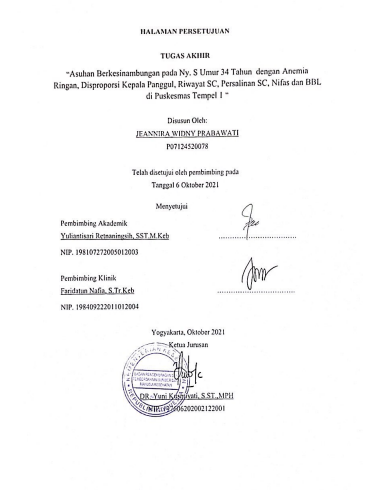 HALAMAN PERSETUJUAN
TUGAS AKHIR
"Asuhan Berkesinambungan pada Ny. S Umur 34 Tahun dengan Anemia
Ringan, Disproporsi Kepala Panggul, Riwayat SC, Persalinan SC, Nifas dan BBL
di Puskesmas Tempel I "
Disusun Oleh:
JEANNIRA WIDNY PRABAWATI
P07124520078
Telah disetujui oleh pembimbing pada
Tanggal 6 Oktober 2021
Menyetujui
Pembimbing Akademik
Yuliantisari Retnaningsih, SST.M.Keb
NIP. 198107272005012003
Pembimbing Klinik
Faridatun Nafia, S.Tr.Keb
NIP. 198409222011012004
Yogyakarta, Oktober 2021
Ketua Jurusan
DR. Yuni Kusmiyati, S.ST.,MPH
NIP. 197606202002122001